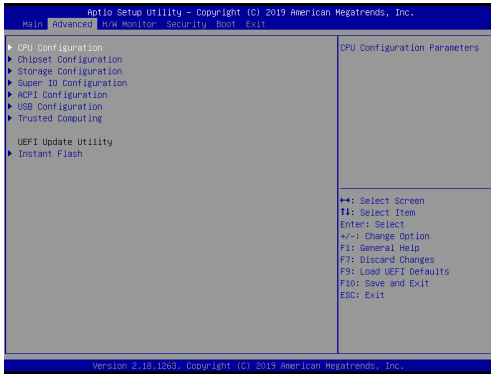 Aptio Setup Utility - Copyright (C) 2019 American Megatrends, Inc.
Main Advanced H/W Monitor Security Boot Exit
CPU Configuration
Chipset Configuration
Storage Configuration
Super IO Configuration
ACPI Configuration
USB Configuration
Trusted Computing
UEFI Update Utility
Instant Flash
CPU Configuration Parameters
↔: Select Screen
↑↓: Select Item
Enter: Select
+/-: Change Option
F1: General Help
F7: Discard Changes
F9: Load UEFI Defaults
F10: Save and Exit
ESC: Exit
Version 2.18.1263. Copyright (C) 2019 American Megatrends, Inc.